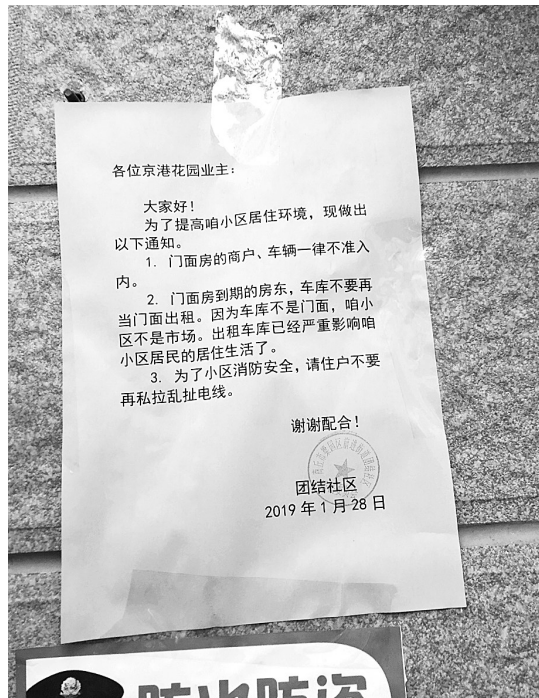 各位京港花园业主：
大家好！
为了提高咱小区居住环境，现做出
以下通知。
1. 门面房的商户、车辆一律不准入
内。
2. 门面房到期的房东，车库不要再
当门面出租。因为车库不是门面，咱小
区不是市场。出租车库已经严重影响咱
小区居民的居住生活了。
3. 为了小区消防安全，请住户不要
再私拉乱扯电线。
谢谢配合！
团结社区
2019年1月28日
防火防盗